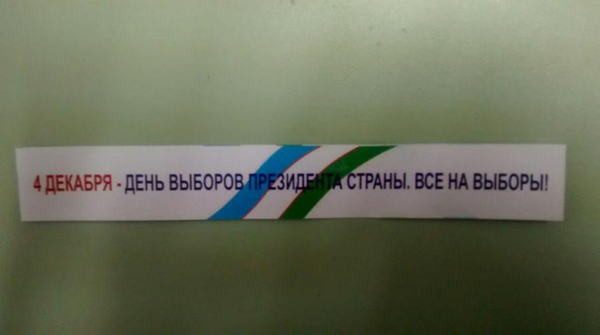 4 ДЕКАБРЯ - ДЕНЬ ВЫБОРОВ ПРЕЗИДЕНТА СТРАНЫ. ВСЕ НА ВЫБОРЫ!